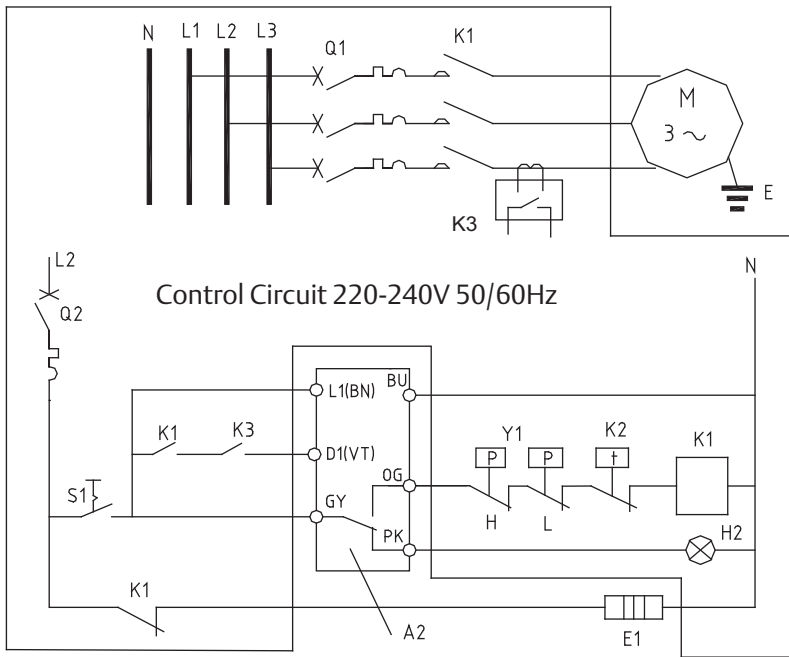 N L1 L2 L3
Q1 K1
M
3 ~
E
K3
L2 N
Control Circuit 220-240V 50/60Hz
Q2
L1(BN) BU
K1 K3 Y1 K2 K1
P P t
D1(VT)
OG
S1
GY
H L
H2
PK
K1
A2 E1